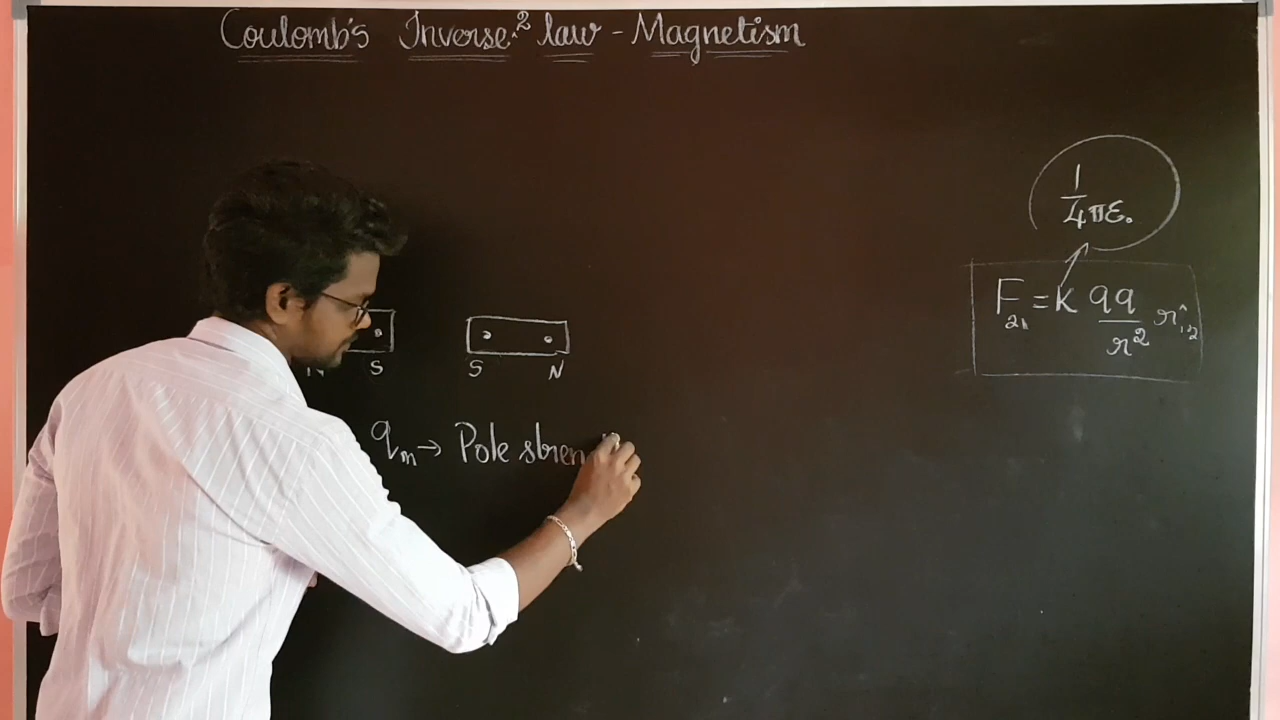 Coulomb's Inverse² law - Magnetism
1
4πε₀
F₂₁ = k qq/r² r̂₁₂
S
S N
qₘ → Pole stren